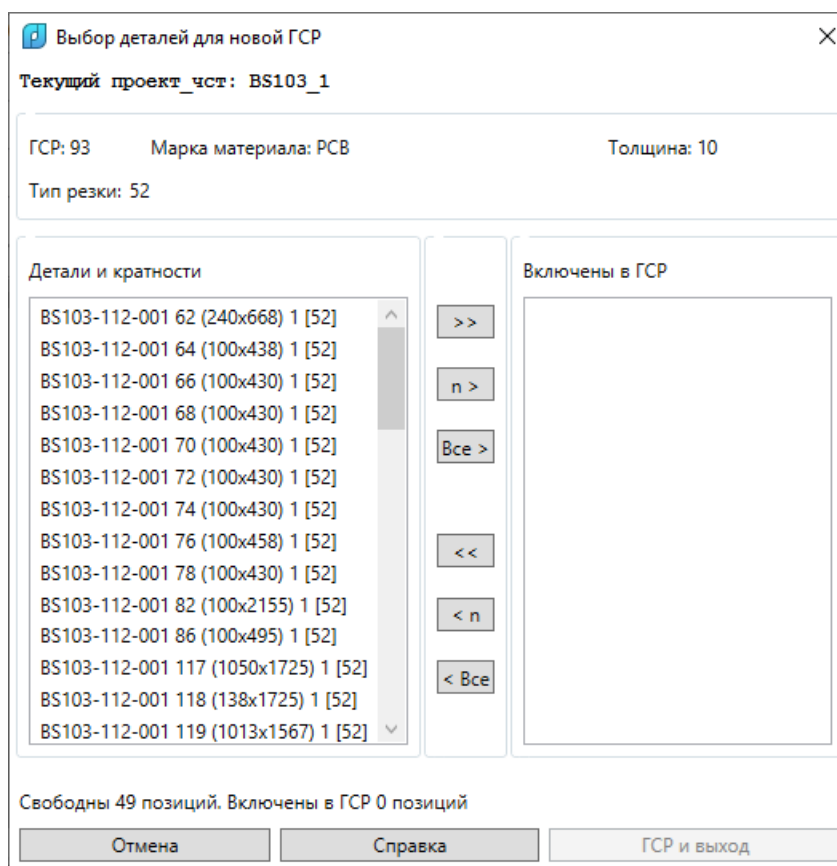 Выбор деталей для новой ГСР
Текущий проект_чст: BS103_1
ГСР: 93 Марка материала: РСВ Толщина: 10
Тип резки: 52
Детали и кратности
BS103-112-001 62 (240x668) 1 [52]
BS103-112-001 64 (100x438) 1 [52]
BS103-112-001 66 (100x430) 1 [52]
BS103-112-001 68 (100x430) 1 [52]
BS103-112-001 70 (100x430) 1 [52]
BS103-112-001 72 (100x430) 1 [52]
BS103-112-001 74 (100x430) 1 [52]
BS103-112-001 76 (100x458) 1 [52]
BS103-112-001 78 (100x430) 1 [52]
BS103-112-001 82 (100x2155) 1 [52]
BS103-112-001 86 (100x495) 1 [52]
BS103-112-001 117 (1050x1725) 1 [52]
BS103-112-001 118 (138x1725) 1 [52]
BS103-112-001 119 (1013x1567) 1 [52]
>>
n >
Все >
<<
< n
< Все
Включены в ГСР
Свободны 49 позиций. Включены в ГСР 0 позиций
Отмена Справка ГСР и выход